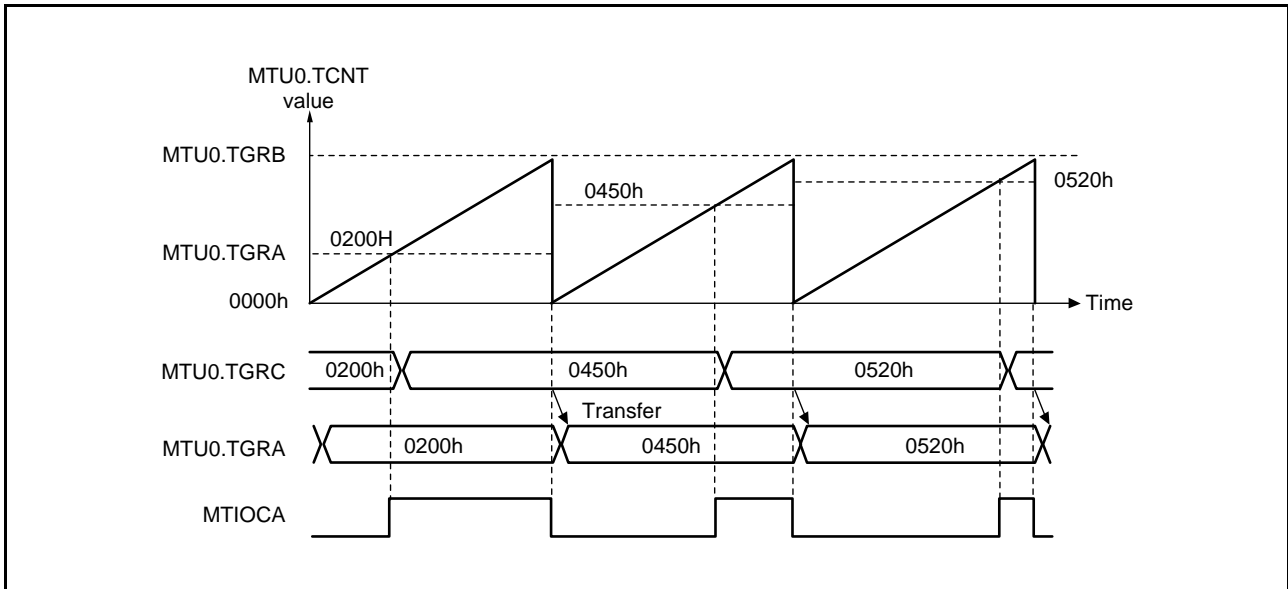 MTU0.TCNT
value
MTU0.TGRB
0450h
0520h
0200H
MTU0.TGRA
0000h
Time
MTU0.TGRC
0200h
0450h
0520h
Transfer
MTU0.TGRA
0200h
0450h
0520h
MTIOCA